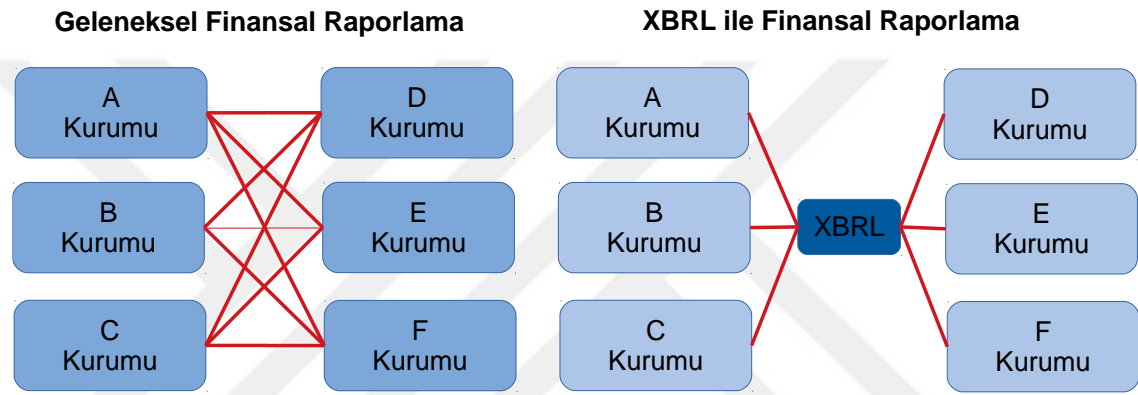 Geleneksel Finansal Raporlama
A
Kurumu
D
Kurumu
B
Kurumu
E
Kurumu
C
Kurumu
F
Kurumu
XBRL ile Finansal Raporlama
A
Kurumu
D
Kurumu
B
Kurumu
XBRL
E
Kurumu
C
Kurumu
F
Kurumu